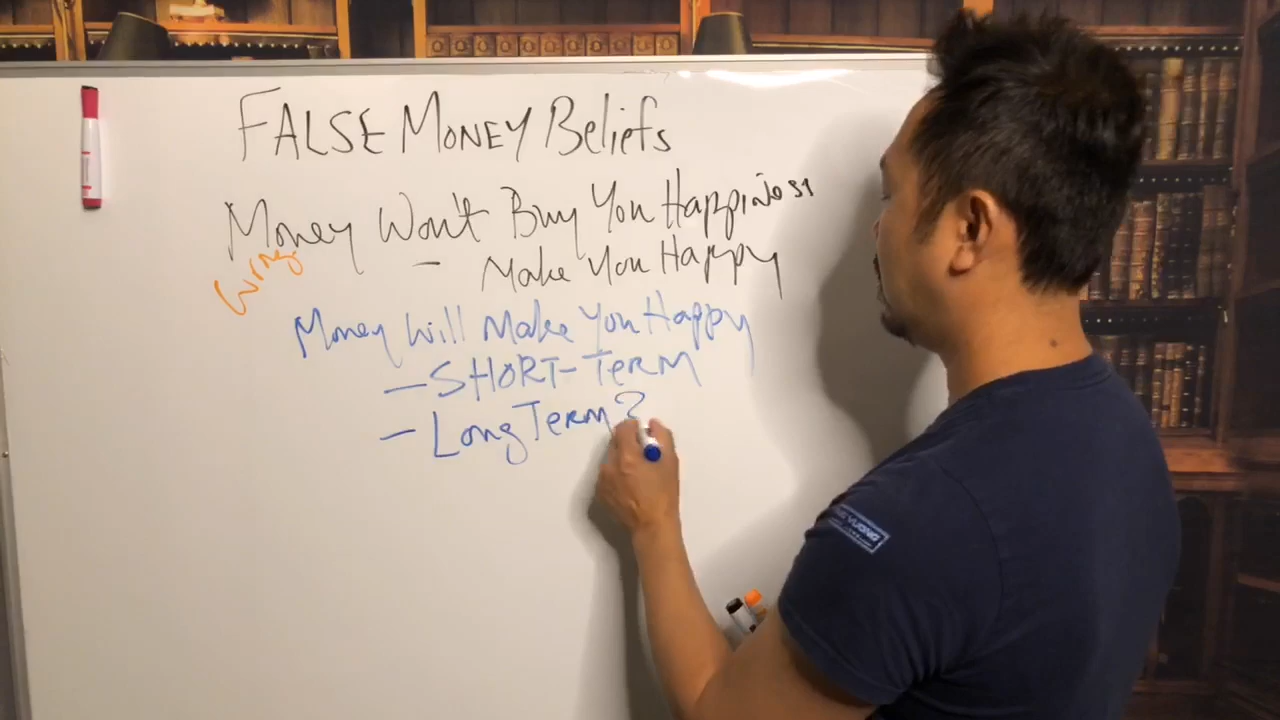 FALSE MONEY Beliefs
Money Won't Buy You Happiness
- Make You Happy
Wrong
Money Will Make You Happy
- SHORT-TERM
- Long TERM ?